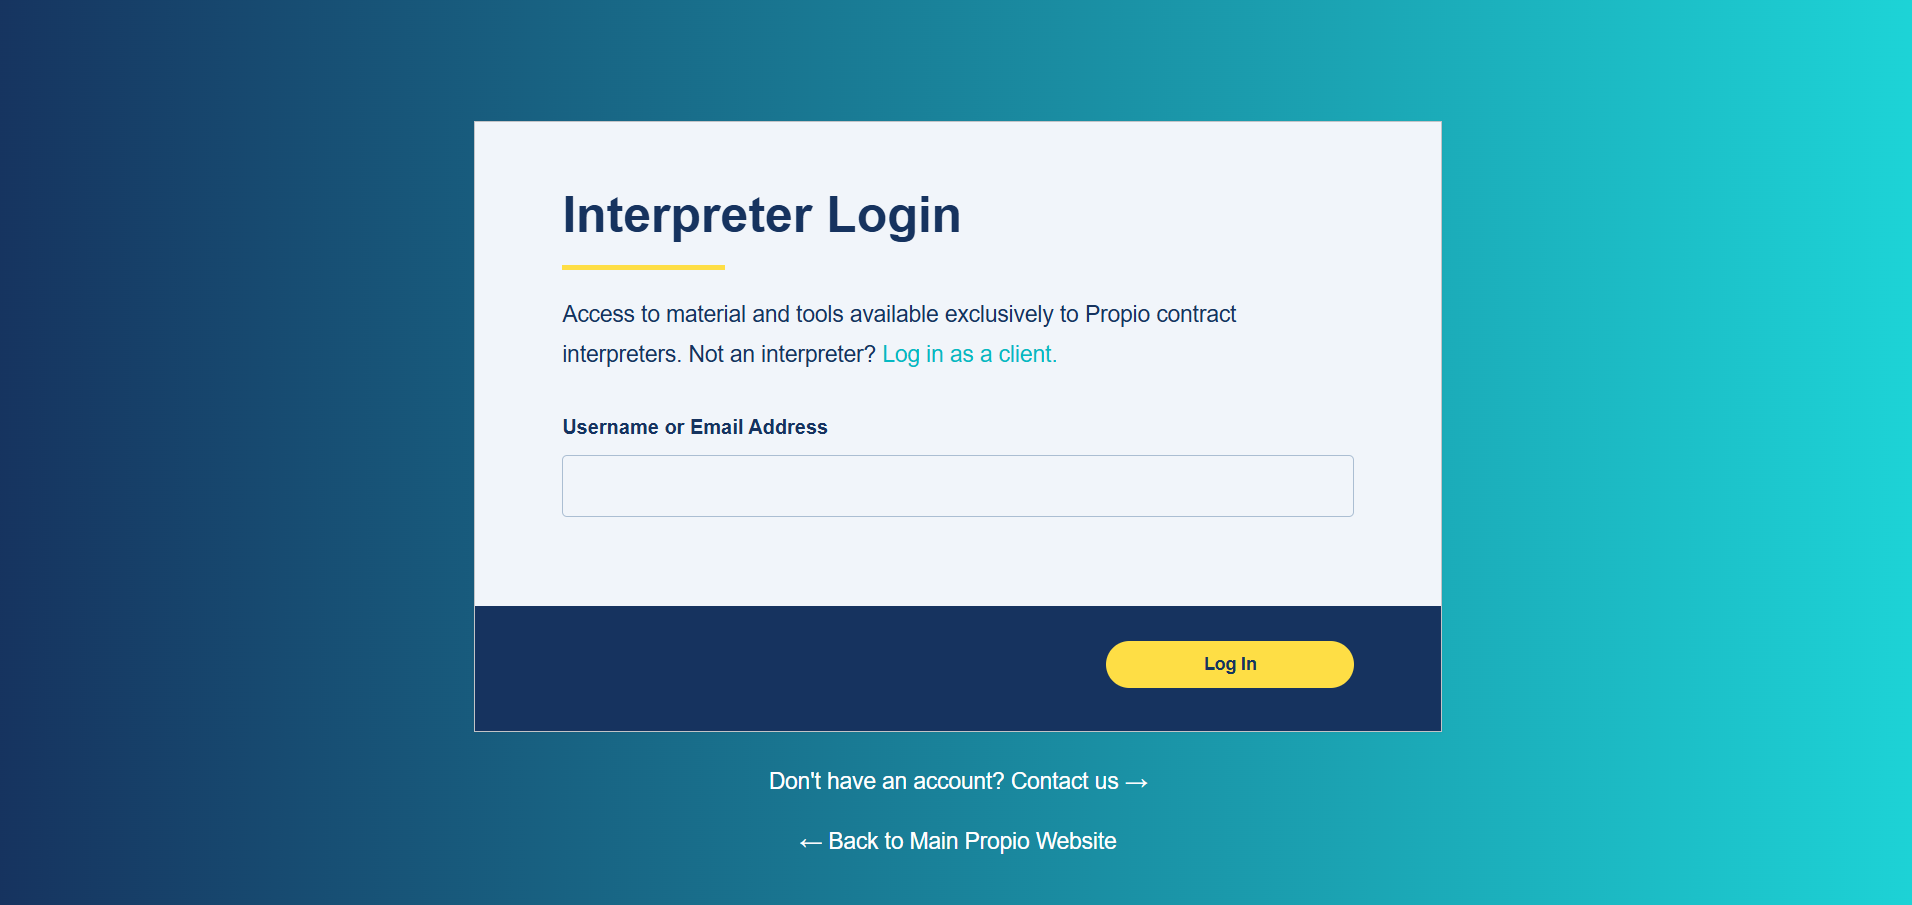 Interpreter Login
Access to material and tools available exclusively to Propio contract
interpreters. Not an interpreter? Log in as a client.
Username or Email Address
Log In
Don't have an account? Contact us →
← Back to Main Propio Website